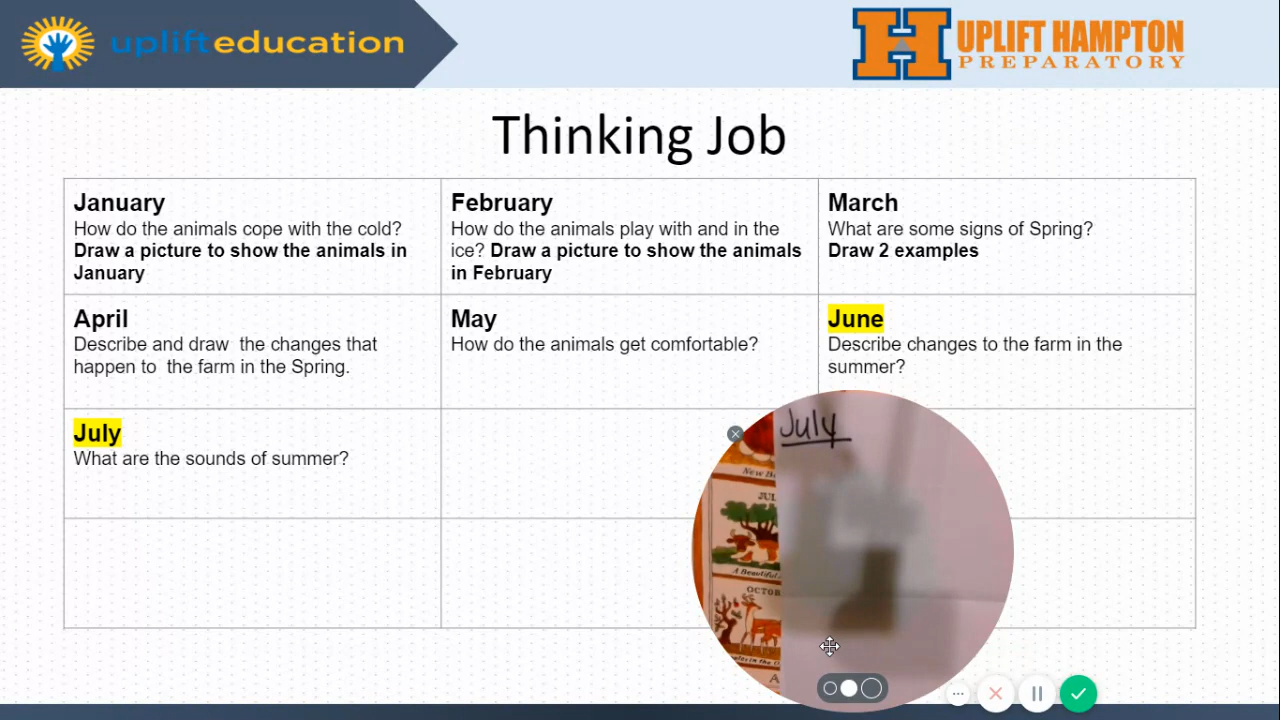 uplift education
UPLIFT HAMPTON
PREPARATORY
Thinking Job
January
How do the animals cope with the cold?
Draw a picture to show the animals in
January
February
How do the animals play with and in the
ice? Draw a picture to show the animals
in February
March
What are some signs of Spring?
Draw 2 examples
April
Describe and draw the changes that
happen to the farm in the Spring.
May
How do the animals get comfortable?
June
Describe changes to the farm in the
summer?
July
What are the sounds of summer?
July